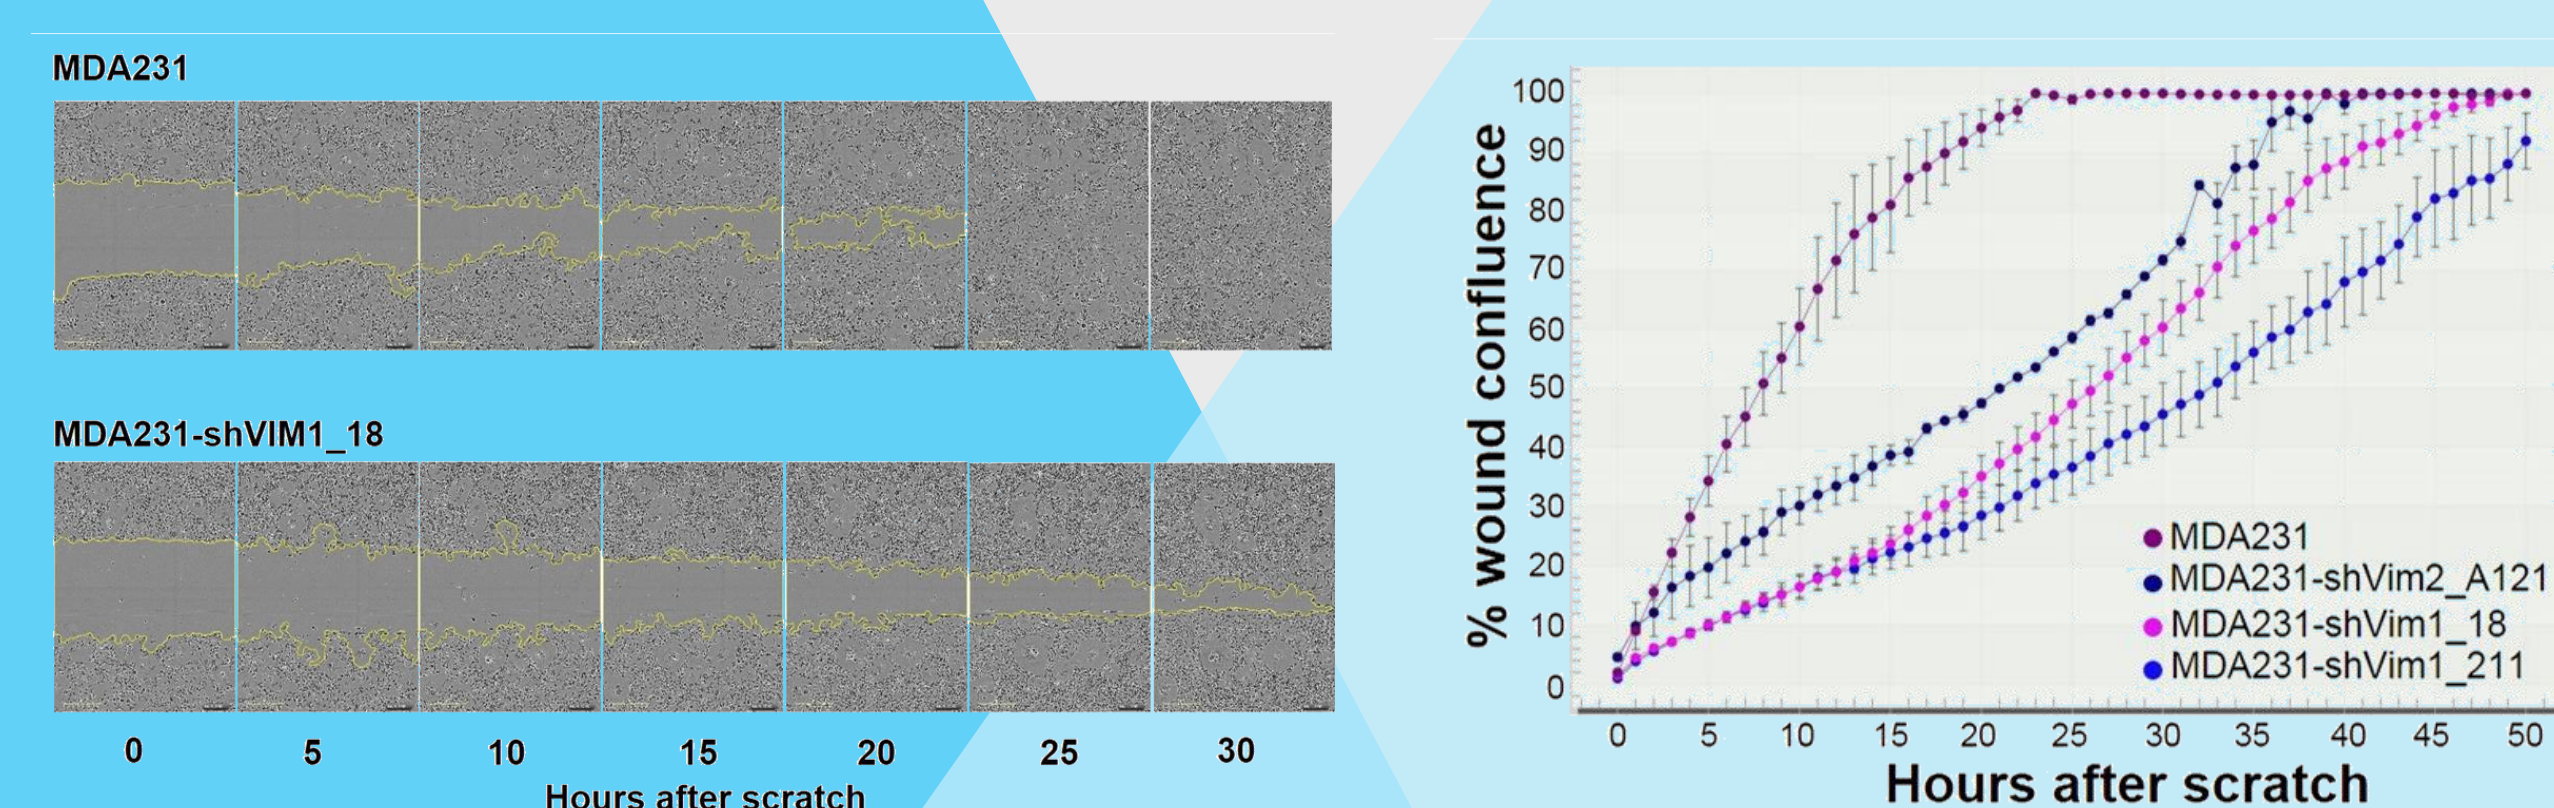 MDA231
MDA231-shVIM1_18
0 5 10 15 20 25 30
Hours after scratch
% wound confluence
100
90
80
70
60
50
40
30
20
10
0
MDA231
MDA231-shVim2_A121
MDA231-shVim1_18
MDA231-shVim1_211
0 5 10 15 20 25 30 35 40 45 50
Hours after scratch